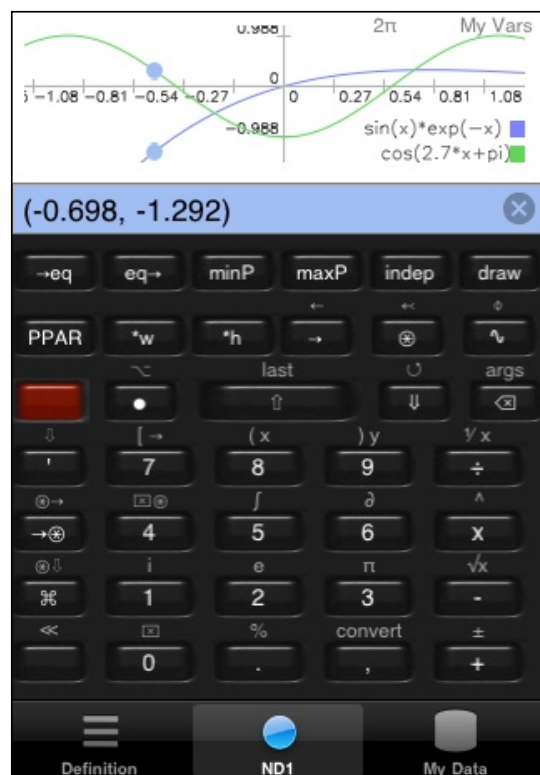 0.988 2π My Vars
0
-1.08 -0.81 -0.54 -0.27 0 0.27 0.54 0.81 1.08
-0.988 sin(x)*exp(-x)
cos(2.7*x+pi)
(-0.698, -1.292)
→eq eq→ minP maxP indep draw
PPAR *w *h →
last args
[ → ( x ) y ⅟ x
' 7 8 9 ÷
∫ ∂ ^
4 5 6 x
i e π √x
⌘ 1 2 3 -
≪ % convert ±
0 . , +
Definition ND1 My Data